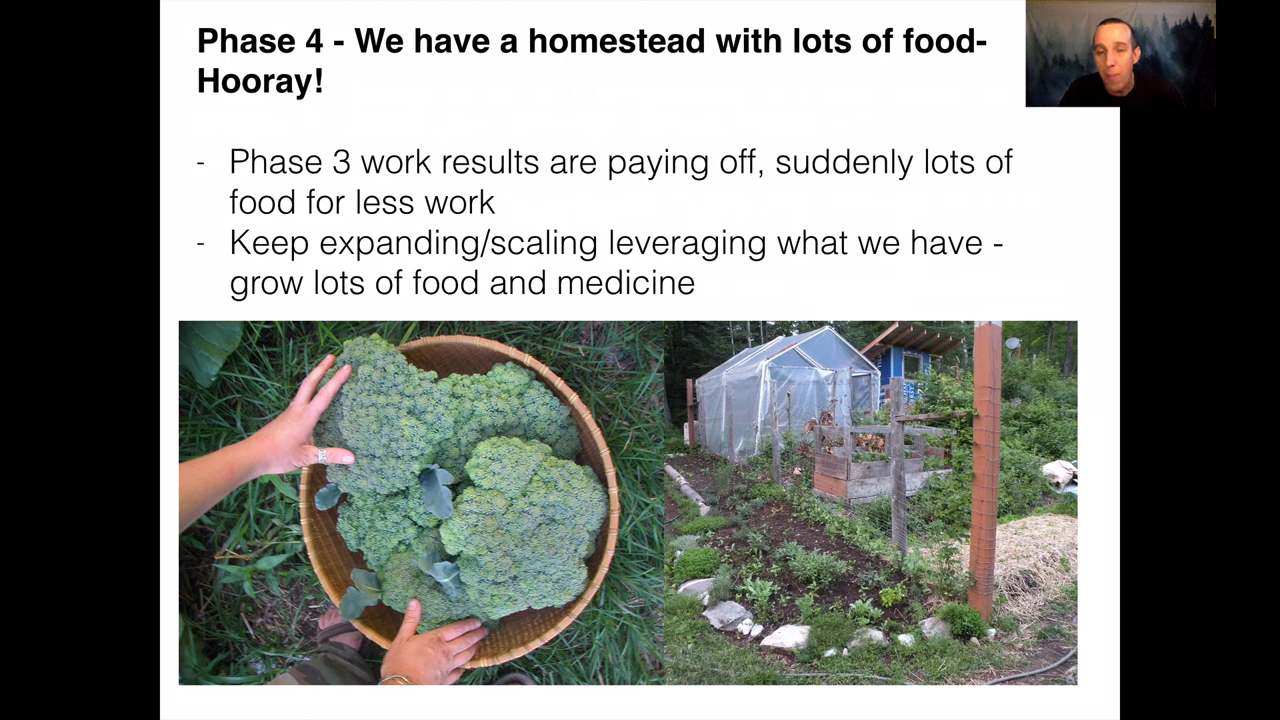 Phase 4 - We have a homestead with lots of food-
Hooray!
- Phase 3 work results are paying off, suddenly lots of
food for less work
- Keep expanding/scaling leveraging what we have -
grow lots of food and medicine